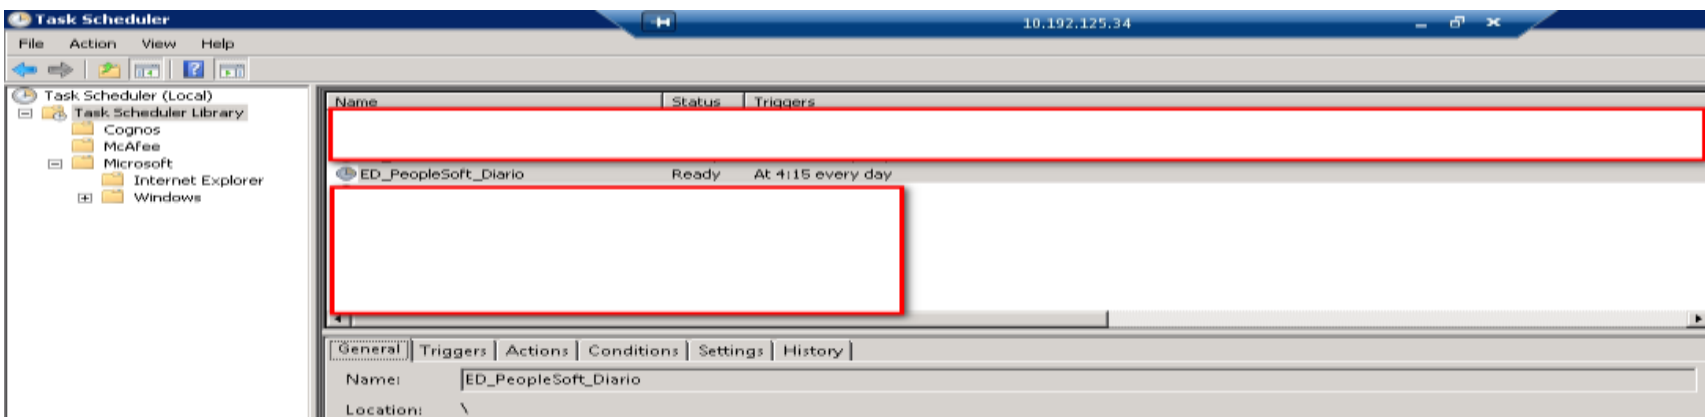 Task Scheduler
10.192.125.34
File Action View Help
Task Scheduler (Local)
Task Scheduler Library
Cognos
McAfee
Microsoft
Internet Explorer
Windows
Name Status Triggers
ED_PeopleSoft_Diario Ready At 4:15 every day
General Triggers Actions Conditions Settings History
Name: ED_PeopleSoft_Diario
Location: \